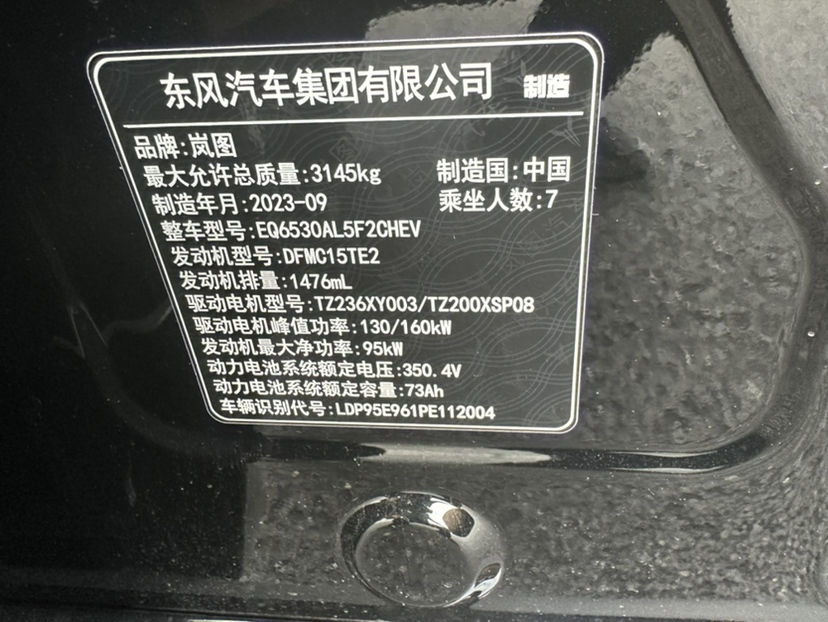 东风汽车集团有限公司 制造
品牌:岚图
最大允许总质量:3145kg 制造国:中国
制造年月:2023-09 乘坐人数:7
整车型号:EQ6530AL5F2CHEV
发动机型号:DFMC15TE2
发动机排量:1476mL
驱动电机型号:TZ236XY003/TZ200XSP08
驱动电机峰值功率:130/160kW
发动机最大净功率:95kW
动力电池系统额定电压:350.4V
动力电池系统额定容量:73Ah
车辆识别代号:LDP95E961PE112004